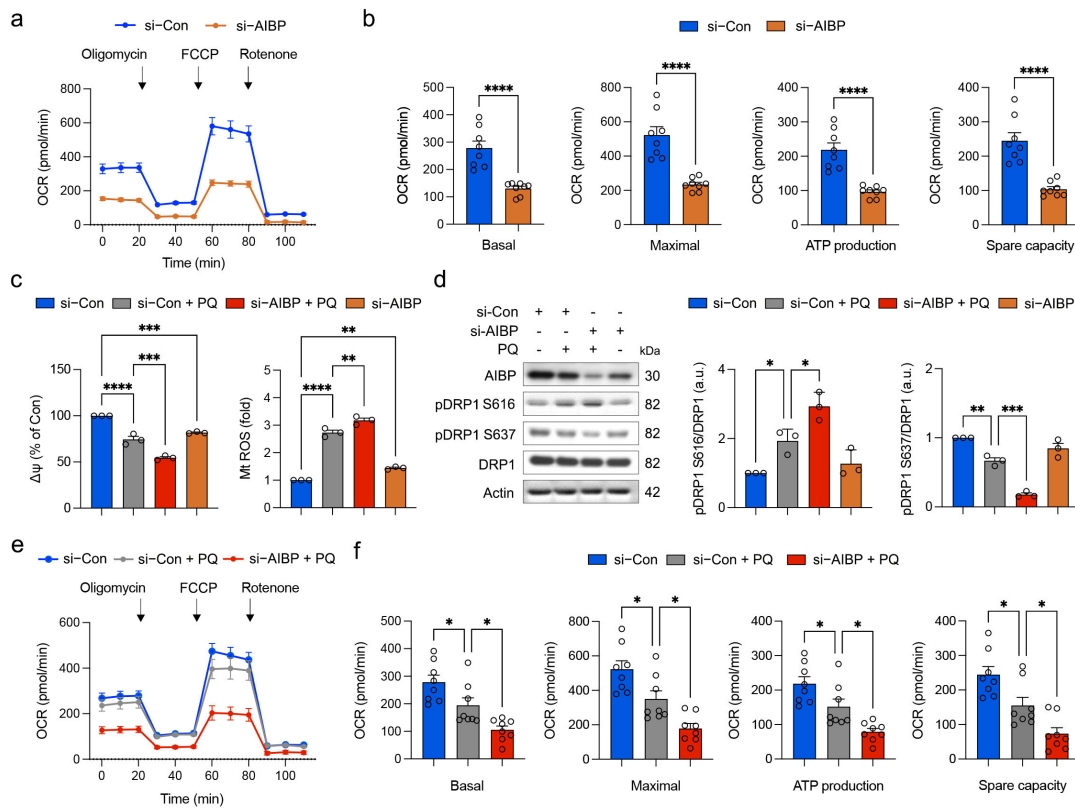 a
si−Con si−AIBP
Oligomycin FCCP Rotenone
OCR (pmol/min)
800
600
400
200
0
0 20 40 60 80 100
Time (min)
b
si−Con si−AIBP
OCR (pmol/min)
500
400
300
200
100
0
****
Basal
OCR (pmol/min)
800
600
400
200
0
****
Maximal
OCR (pmol/min)
400
300
200
100
0
****
ATP production
OCR (pmol/min)
500
400
300
200
100
0
****
Spare capacity
c
si−Con si−Con + PQ si−AIBP + PQ si−AIBP
Δψ (% of Con)
150
100
50
0
***
***
****
Mt ROS (fold)
5
4
3
2
1
0
**
**
****
d
si-Con + + - -
si-AIBP - - + +
PQ - + + - kDa
AIBP 30
pDRP1 S616 82
pDRP1 S637 82
DRP1 82
Actin 42
si−Con si−Con + PQ si−AIBP + PQ si−AIBP
pDRP1 S616/DRP1 (a.u.)
4.0
3.0
2.0
1.0
0
* *
pDRP1 S637/DRP1 (a.u.)
2
1
0
** ***
e
si−Con si−Con + PQ si−AIBP + PQ
Oligomycin FCCP Rotenone
OCR (pmol/min)
600
400
200
0
0 20 40 60 80 100
Time (min)
f
si−Con si−Con + PQ si−AIBP + PQ
OCR (pmol/min)
500
400
300
200
100
0
* *
Basal
OCR (pmol/min)
800
600
400
200
0
* *
Maximal
OCR (pmol/min)
400
300
200
100
0
* *
ATP production
OCR (pmol/min)
500
400
300
200
100
0
* *
Spare capacity